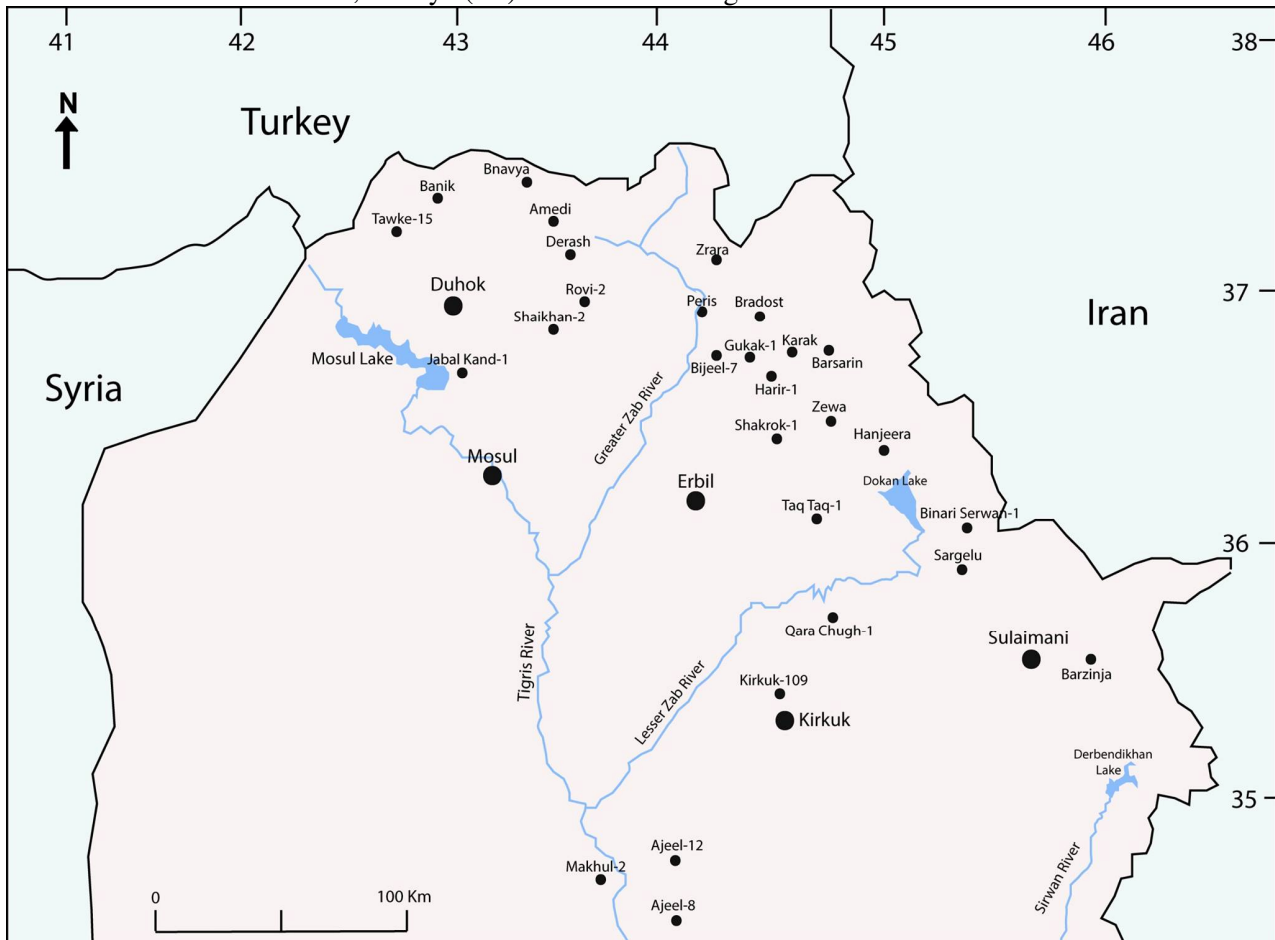 41 42 43 44 45 46 38
N
Turkey
Bnavya
Banik
Amedi
Tawke-15
Derash
Zrara
Duhok
Rovi-2
Peris
Bradost
37
Iran
Shaikhan-2
Mosul Lake
Jabal Kand-1
Gukak-1
Karak
Bijeel-7
Barsarin
Syria
Harir-1
Greater Zab River
Zewa
Shakrok-1
Hanjeera
Mosul
Erbil
Dokan Lake
Taq Taq-1
Binari Serwan-1
36
Sargelu
Qara Chugh-1
Sulaimani
Tigris River
Barzinja
Kirkuk-109
Lesser Zab River
Kirkuk
Derbendikhan
Lake
35
Ajeel-12
Makhul-2
Sirwan River
0 100 Km
Ajeel-8